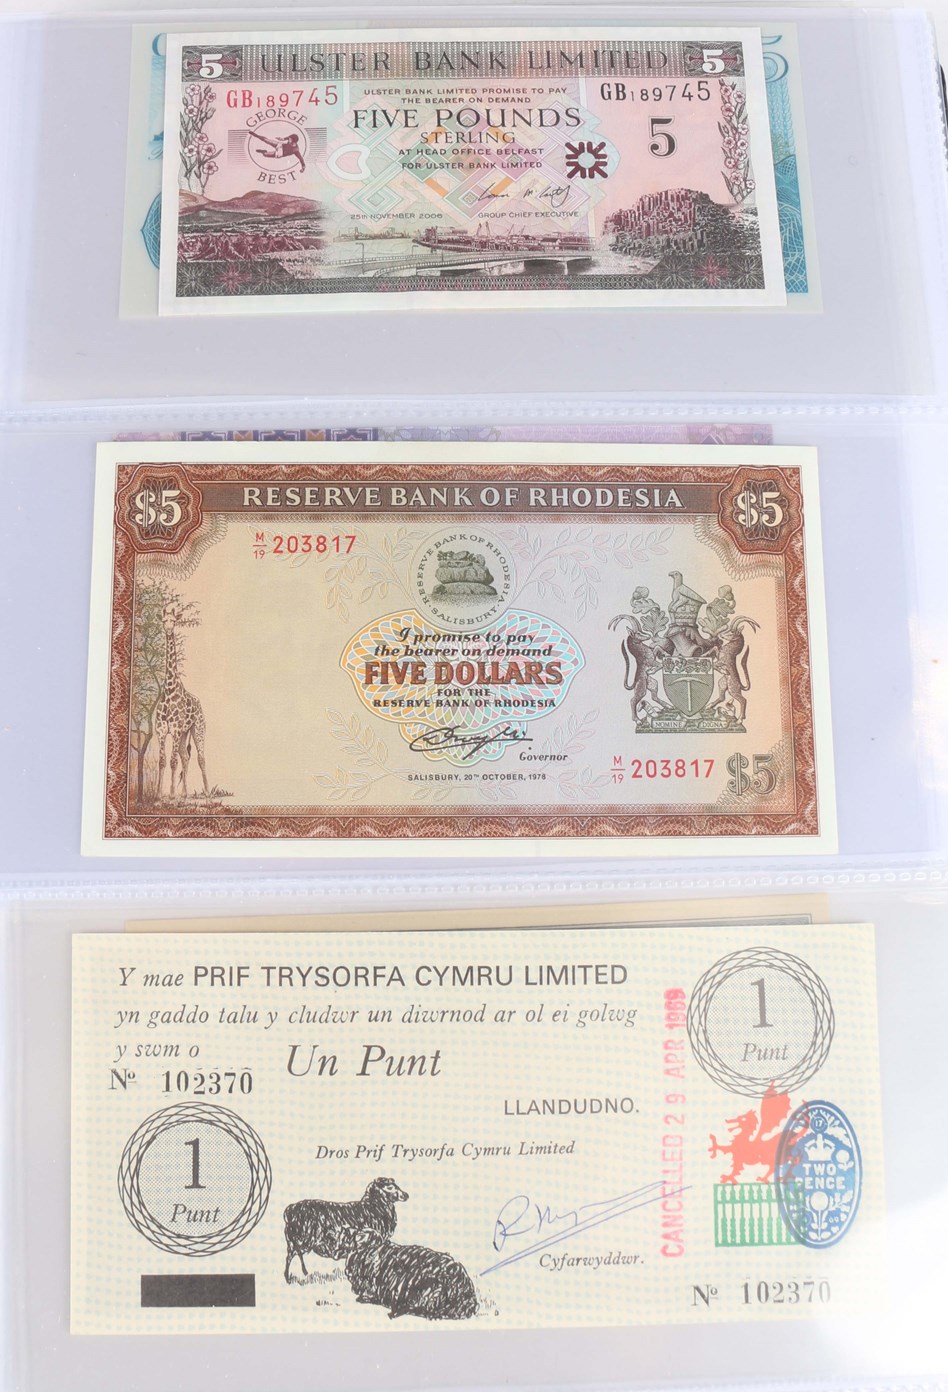 5 ULSTER BANK LIMITED 5
GB189745
ULSTER BANK LIMITED PROMISE TO PAY
THE BEARER ON DEMAND
GB189745
GEORGE
BEST
FIVE POUNDS
STERLING
5
AT HEAD OFFICE BELFAST
FOR ULSTER BANK LIMITED
25TH NOVEMBER 2006
GROUP CHIEF EXECUTIVE
5
$5 RESERVE BANK OF RHODESIA $5
M/19 203817
RESERVE BANK OF RHODESIA
SALISBURY
I promise to pay
the bearer on demand
FIVE DOLLARS
FOR THE
RESERVE BANK OF RHODESIA
Governor
SALISBURY, 20TH OCTOBER, 1978
NOMINE DIGNA
M/19 203817 $5
Y mae PRIF TRYSORFA CYMRU LIMITED
yn gaddo talu y cludwr un diwrnod ar ol ei golwg
y swm o Un Punt
Nº 102370
1
Punt
LLANDUDNO.
Dros Prif Trysorfa Cymru Limited
1
Punt
Cyfarwyddwr.
CANCELLED 29 APR 1969
17
TWO
PENCE
Nº 102370